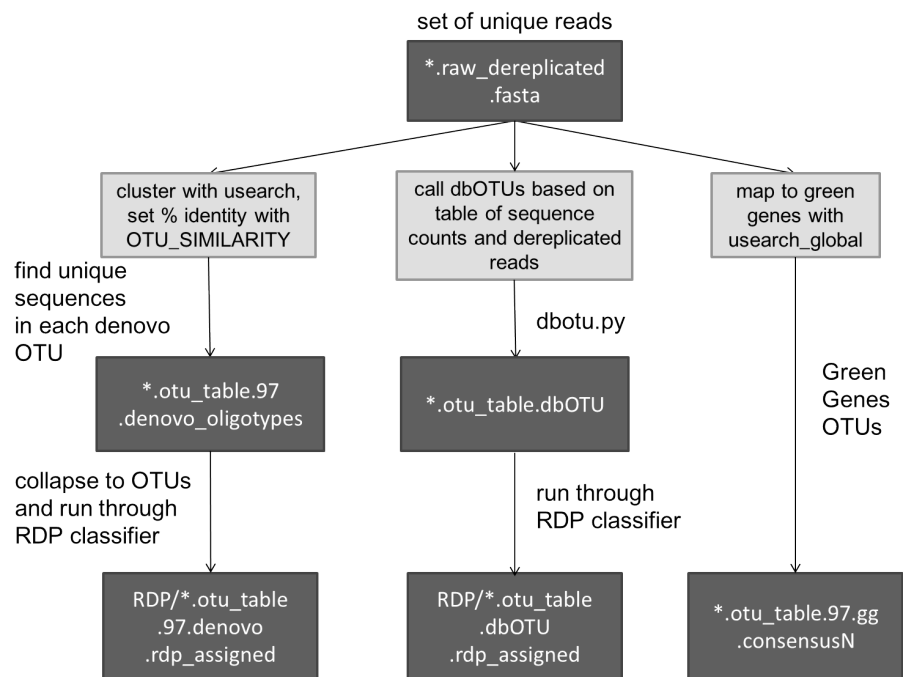 set of unique reads
*.raw_dereplicated
.fasta
cluster with usearch,
set % identity with
OTU_SIMILARITY
call dbOTUs based on
table of sequence
counts and dereplicated
reads
map to green
genes with
usearch_global
find unique
sequences
in each denovo
OTU
dbotu.py
*.otu_table.97
.denovo_oligotypes
*.otu_table.dbOTU
Green
Genes
OTUs
collapse to OTUs
and run through
RDP classifier
run through
RDP classifier
RDP/*.otu_table
.97.denovo
.rdp_assigned
RDP/*.otu_table
.dbOTU
.rdp_assigned
*.otu_table.97.gg
.consensusN